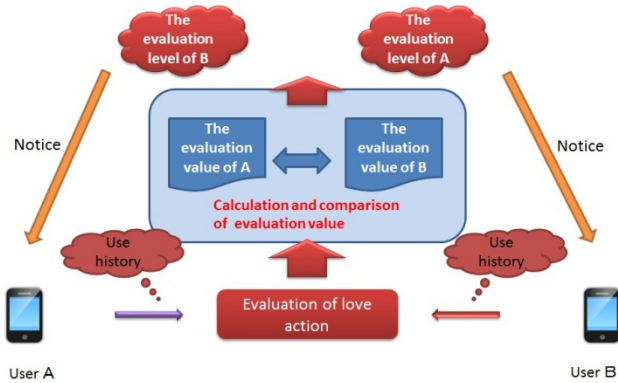 The
evaluation
level of B
The
evaluation
level of A
Notice
The
evaluation
value of A
The
evaluation
value of B
Notice
Calculation and comparison
of evaluation value
Use
history
Use
history
Evaluation of love
action
User A
User B